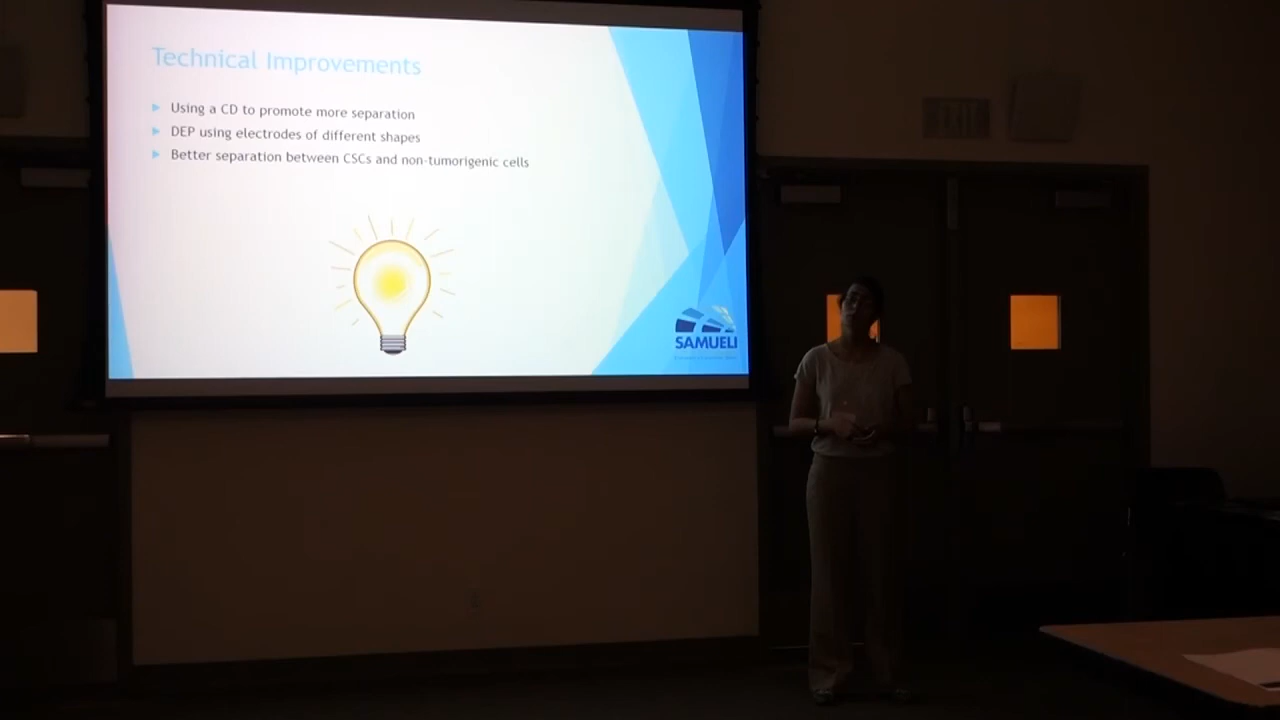 Technical Improvements
Using a CD to promote more separation
DEP using electrodes of different shapes
Better separation between CSCs and non-tumorigenic cells
SAMUELI
EXIT